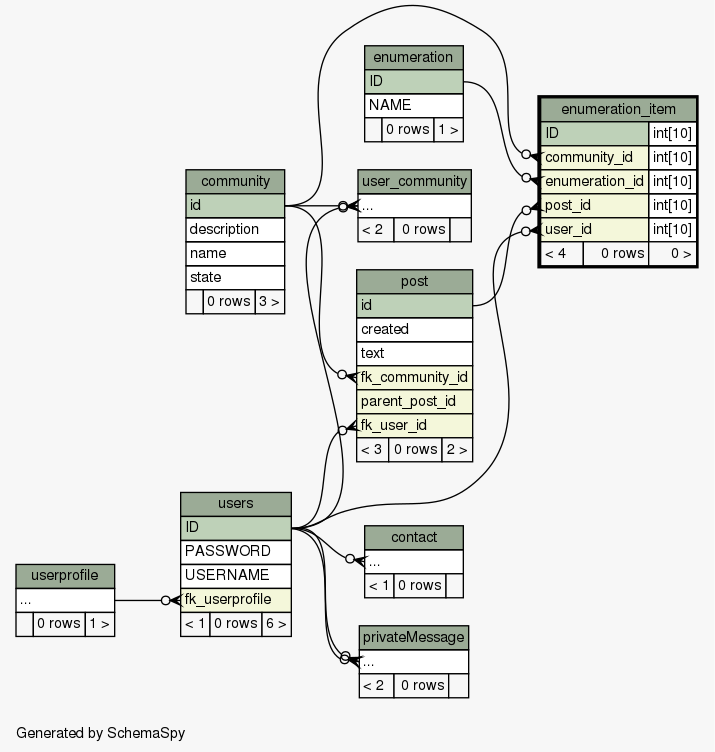 enumeration
ID
NAME
0 rows 1 >
enumeration_item
ID int[10]
community_id int[10]
enumeration_id int[10]
post_id int[10]
user_id int[10]
< 4 0 rows 0 >
community
id
description
name
state
0 rows 3 >
user_community
...
< 2 0 rows
post
id
created
text
fk_community_id
parent_post_id
fk_user_id
< 3 0 rows 2 >
users
ID
PASSWORD
USERNAME
fk_userprofile
< 1 0 rows 6 >
contact
...
< 1 0 rows
userprofile
...
0 rows 1 >
privateMessage
...
< 2 0 rows
Generated by SchemaSpy